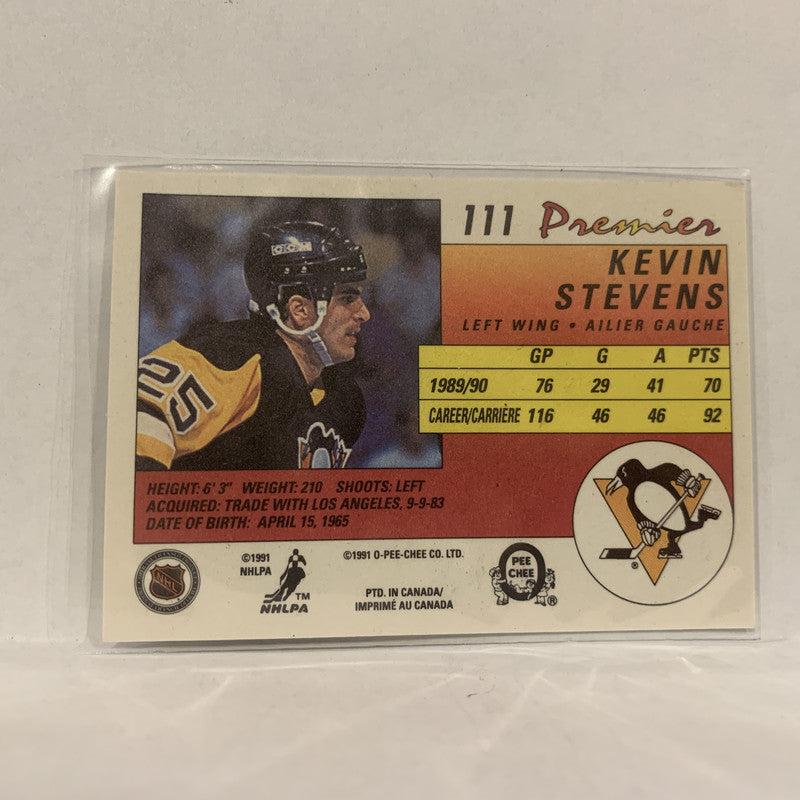 111 Premier
KEVIN
STEVENS
LEFT WING • AILIER GAUCHE
GP G A PTS
1989/90 76 29 41 70
CAREER/CARRIÈRE 116 46 46 92
CCM
25
HEIGHT: 6' 3" WEIGHT: 210 SHOOTS: LEFT
ACQUIRED: TRADE WITH LOS ANGELES, 9-9-83
DATE OF BIRTH: APRIL 15, 1965
NHL
©1991
NHLPA
NHLPA™
©1991 O-PEE-CHEE CO. LTD.
PTD. IN CANADA/
IMPRIMÉ AU CANADA
O
PEE
CHEE
®
®